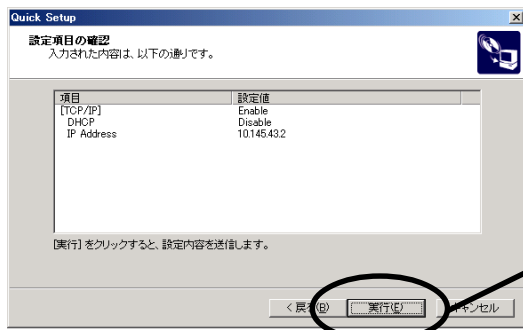 Quick Setup
設定項目の確認
入力された内容は、以下の通りです。
項目 設定値
[TCP/IP] Enable
DHCP Disable
IP Address 10.145.43.2
[実行] をクリックすると、設定内容を送信します。
< 戻る(B) 実行(E) キャンセル